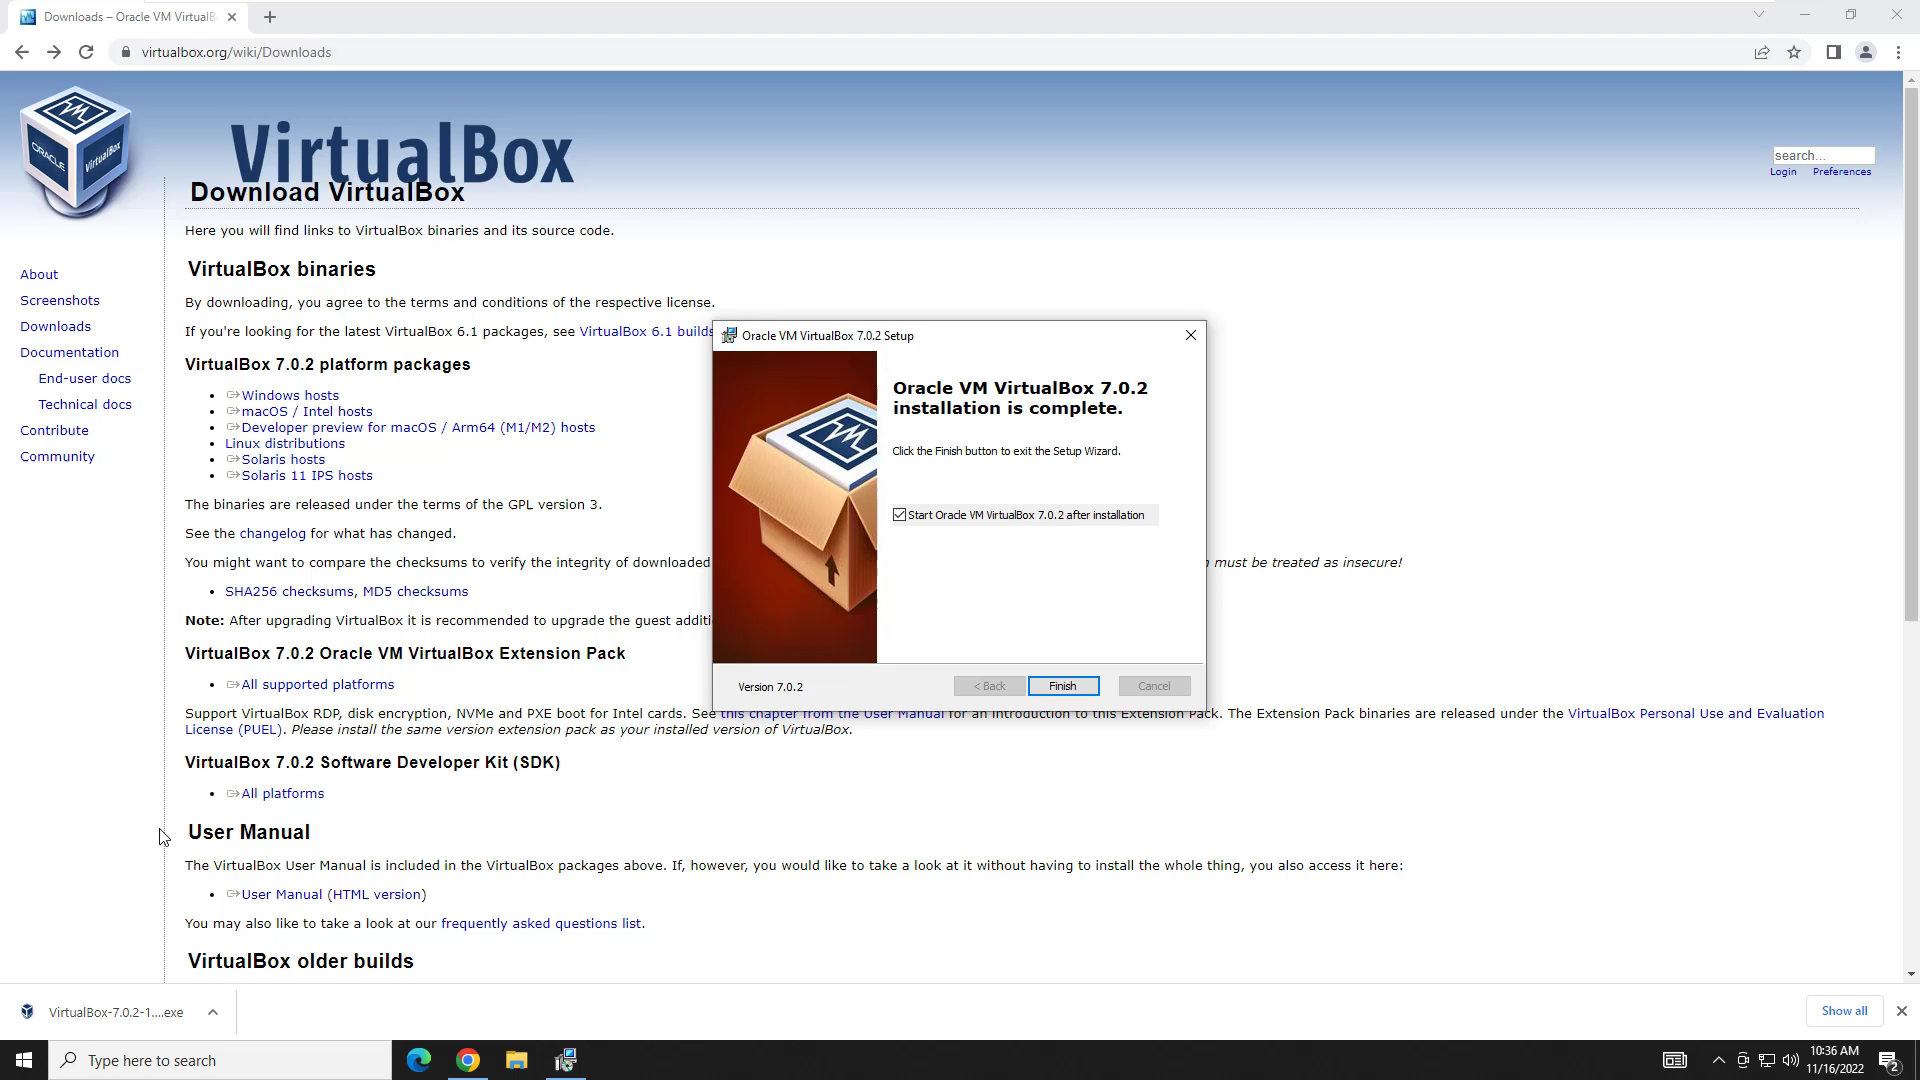 Downloads – Oracle VM VirtualB
virtualbox.org/wiki/Downloads
ORACLE
VirtualBox
VirtualBox
search...
Login Preferences
Download VirtualBox
Here you will find links to VirtualBox binaries and its source code.
About
Screenshots
Downloads
Documentation
End-user docs
Technical docs
Contribute
Community
VirtualBox binaries
By downloading, you agree to the terms and conditions of the respective license.
If you're looking for the latest VirtualBox 6.1 packages, see VirtualBox 6.1 builds
VirtualBox 7.0.2 platform packages
Windows hosts
macOS / Intel hosts
Developer preview for macOS / Arm64 (M1/M2) hosts
Linux distributions
Solaris hosts
Solaris 11 IPS hosts
The binaries are released under the terms of the GPL version 3.
See the changelog for what has changed.
You might want to compare the checksums to verify the integrity of downloaded
must be treated as insecure!
SHA256 checksums, MD5 checksums
Note: After upgrading VirtualBox it is recommended to upgrade the guest additi
VirtualBox 7.0.2 Oracle VM VirtualBox Extension Pack
All supported platforms
Support VirtualBox RDP, disk encryption, NVMe and PXE boot for Intel cards. See this chapter from the User Manual for an introduction to this Extension Pack. The Extension Pack binaries are released under the VirtualBox Personal Use and Evaluation
License (PUEL). Please install the same version extension pack as your installed version of VirtualBox.
VirtualBox 7.0.2 Software Developer Kit (SDK)
All platforms
User Manual
The VirtualBox User Manual is included in the VirtualBox packages above. If, however, you would like to take a look at it without having to install the whole thing, you also access it here:
User Manual (HTML version)
You may also like to take a look at our frequently asked questions list.
VirtualBox older builds
Oracle VM VirtualBox 7.0.2 Setup
Oracle VM VirtualBox 7.0.2
installation is complete.
Click the Finish button to exit the Setup Wizard.
Start Oracle VM VirtualBox 7.0.2 after installation
Version 7.0.2
< Back
Finish
Cancel
VirtualBox-7.0.2-1....exe
Show all
Type here to search
10:36 AM
11/16/2022
2